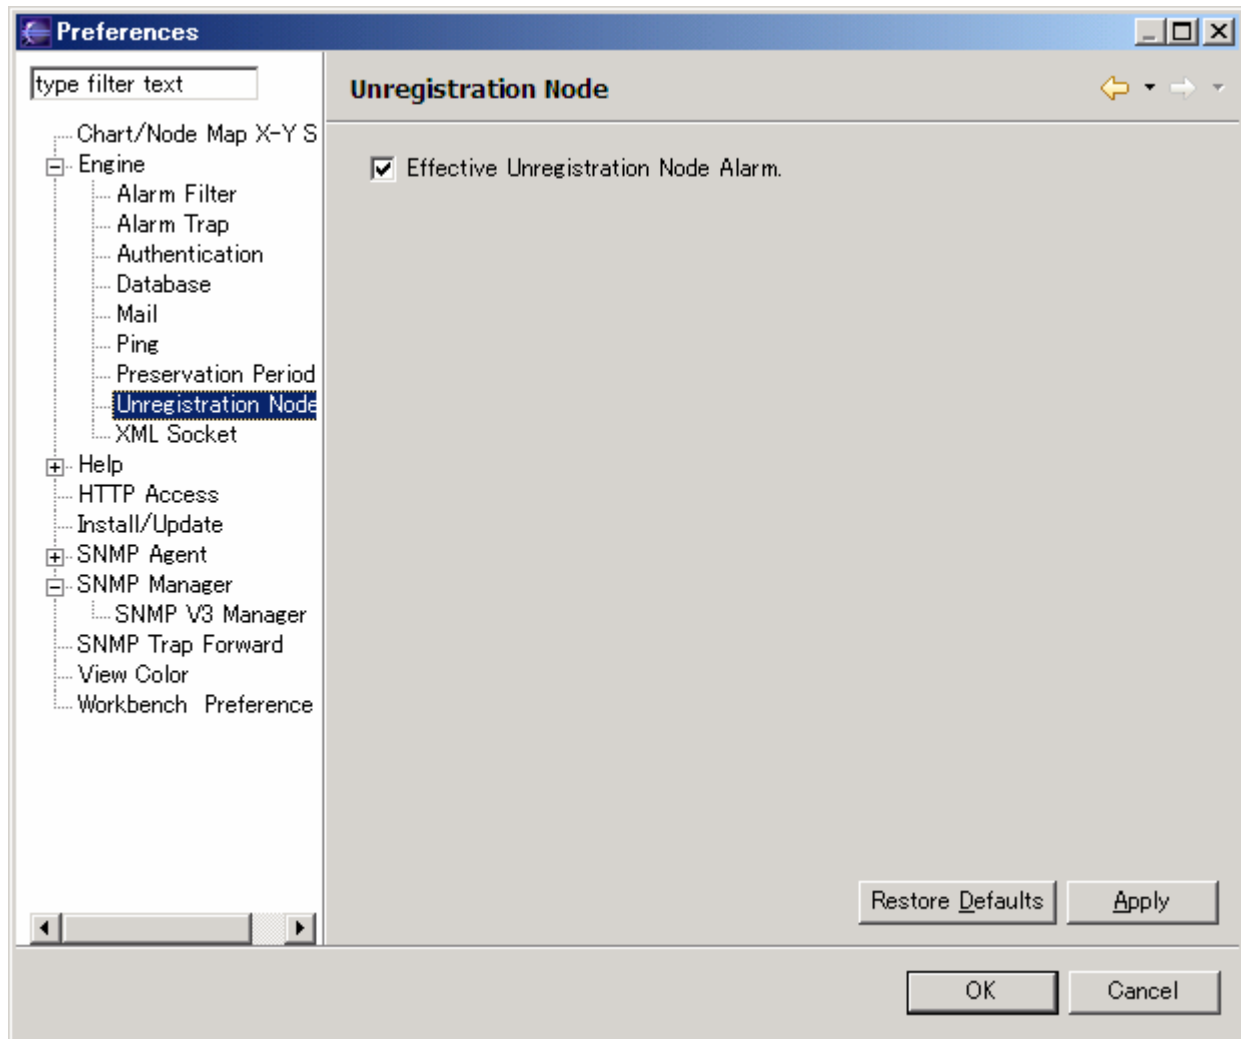 Preferences
type filter text
Chart/Node Map X-Y S
Engine
Alarm Filter
Alarm Trap
Authentication
Database
Mail
Ping
Preservation Period
Unregistration Node
XML Socket
Help
HTTP Access
Install/Update
SNMP Agent
SNMP Manager
SNMP V3 Manager
SNMP Trap Forward
View Color
Workbench Preference
Unregistration Node
Effective Unregistration Node Alarm.
Restore Defaults
Apply
OK
Cancel